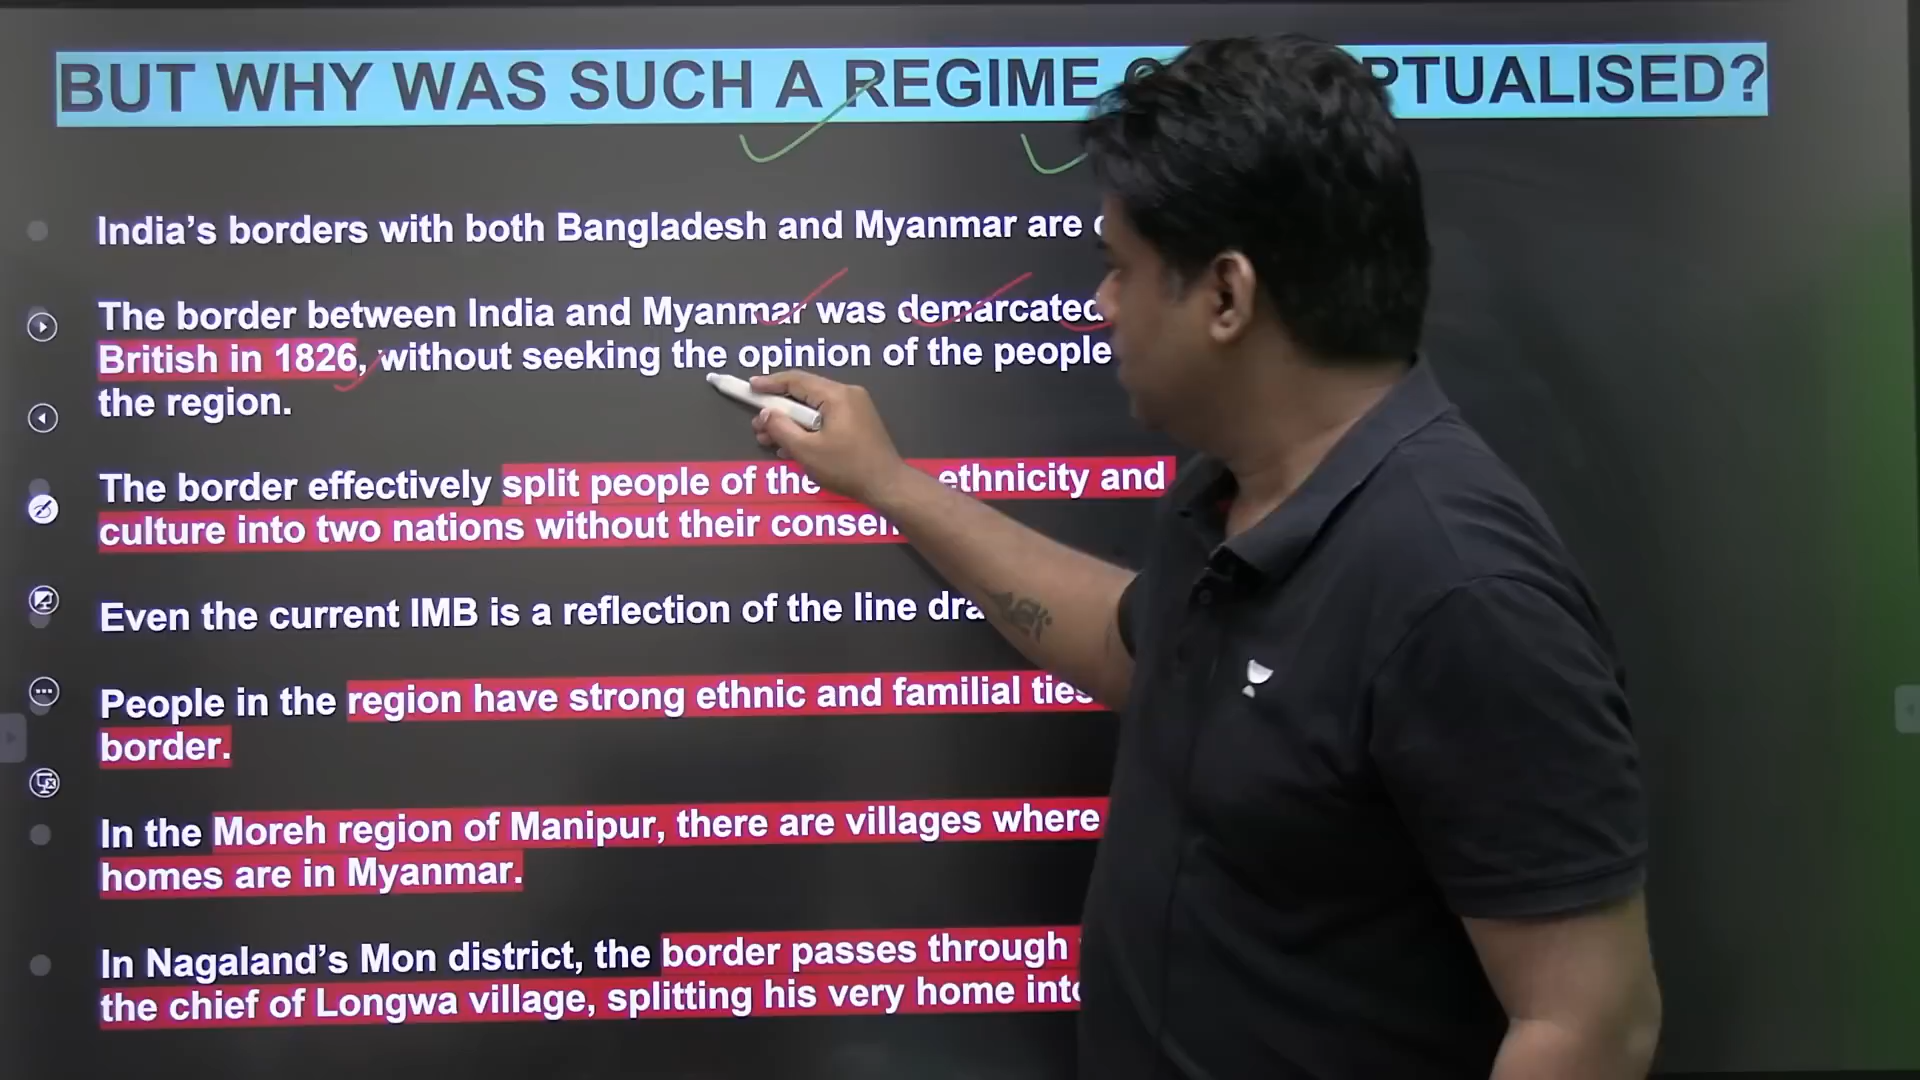 BUT WHY WAS SUCH A REGIME PTUALISED?
India's borders with both Bangladesh and Myanmar are
The border between India and Myanmar was demarcated
British in 1826, without seeking the opinion of the people
the region.
The border effectively split people of the ethnicity and
culture into two nations without their
Even the current IMB is a reflection of the line
People in the region have strong ethnic and familial ties
border.
In the Moreh region of Manipur, there are villages where
homes are in Myanmar.
In Nagaland's Mon district, the border passes through
the chief of Longwa village, splitting his very home